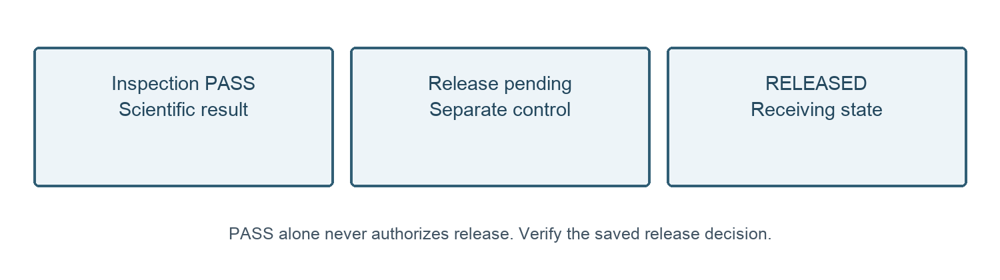 Inspection PASS
Scientific result
Release pending
Separate control
RELEASED
Receiving state
PASS alone never authorizes release. Verify the saved release decision.